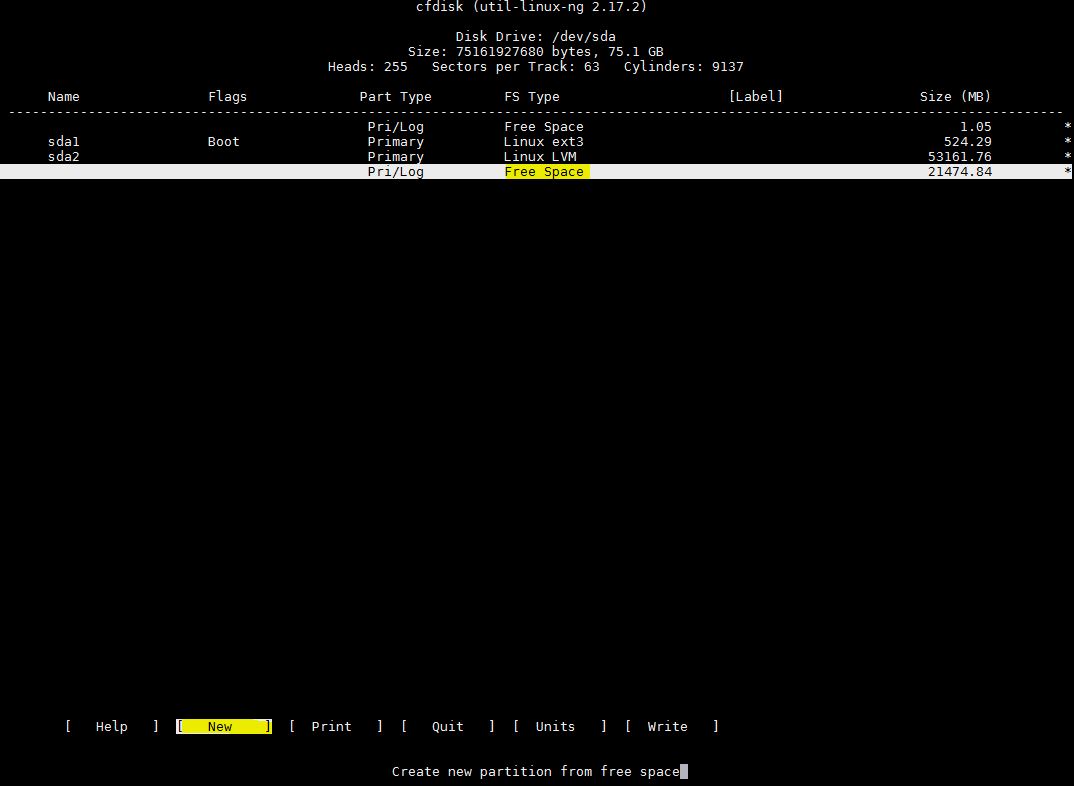 cfdisk (util-linux-ng 2.17.2)
Disk Drive: /dev/sda
Size: 75161927680 bytes, 75.1 GB
Heads: 255   Sectors per Track: 63   Cylinders: 9137
Name   Flags   Part Type   FS Type   [Label]   Size (MB)
------------------------------------------------------------------------------------------------------------------------------------
Pri/Log   Free Space   1.05   *
sda1   Boot   Primary   Linux ext3   524.29   *
sda2   Primary   Linux LVM   53161.76   *
Pri/Log   Free Space   21474.84   *
[   Help   ]  [   New    ]  [  Print   ]  [   Quit   ]  [  Units   ]  [  Write   ]
Create new partition from free space